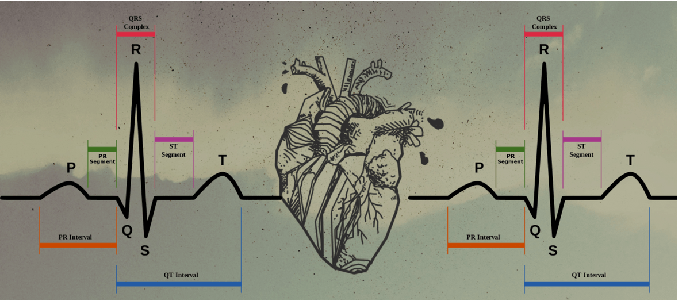 QRS
Complex
R
P
PR
Segment
ST
Segment
T
Q
S
PR Interval
QT Interval
QRS
Complex
R
P
PR
Segment
ST
Segment
T
Q
S
PR Interval
QT Interval